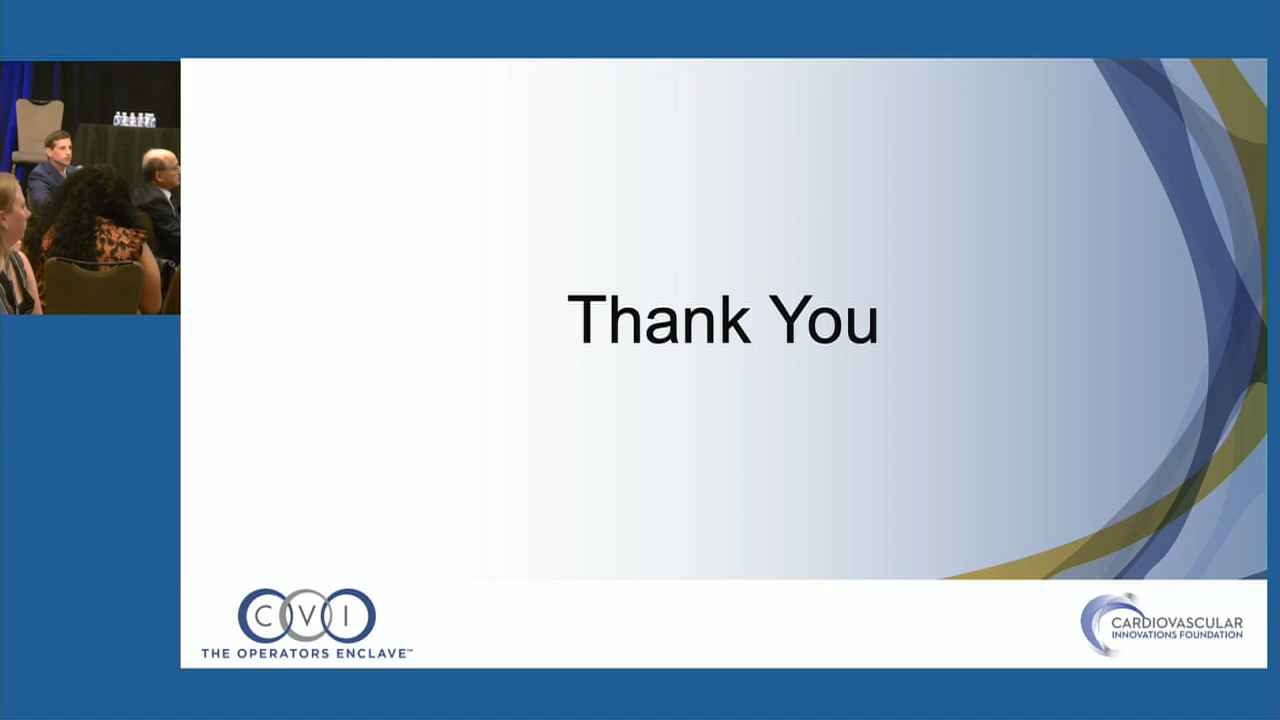 Thank You
CVI
THE OPERATORS ENCLAVE™
CARDIOVASCULAR
INNOVATIONS FOUNDATION